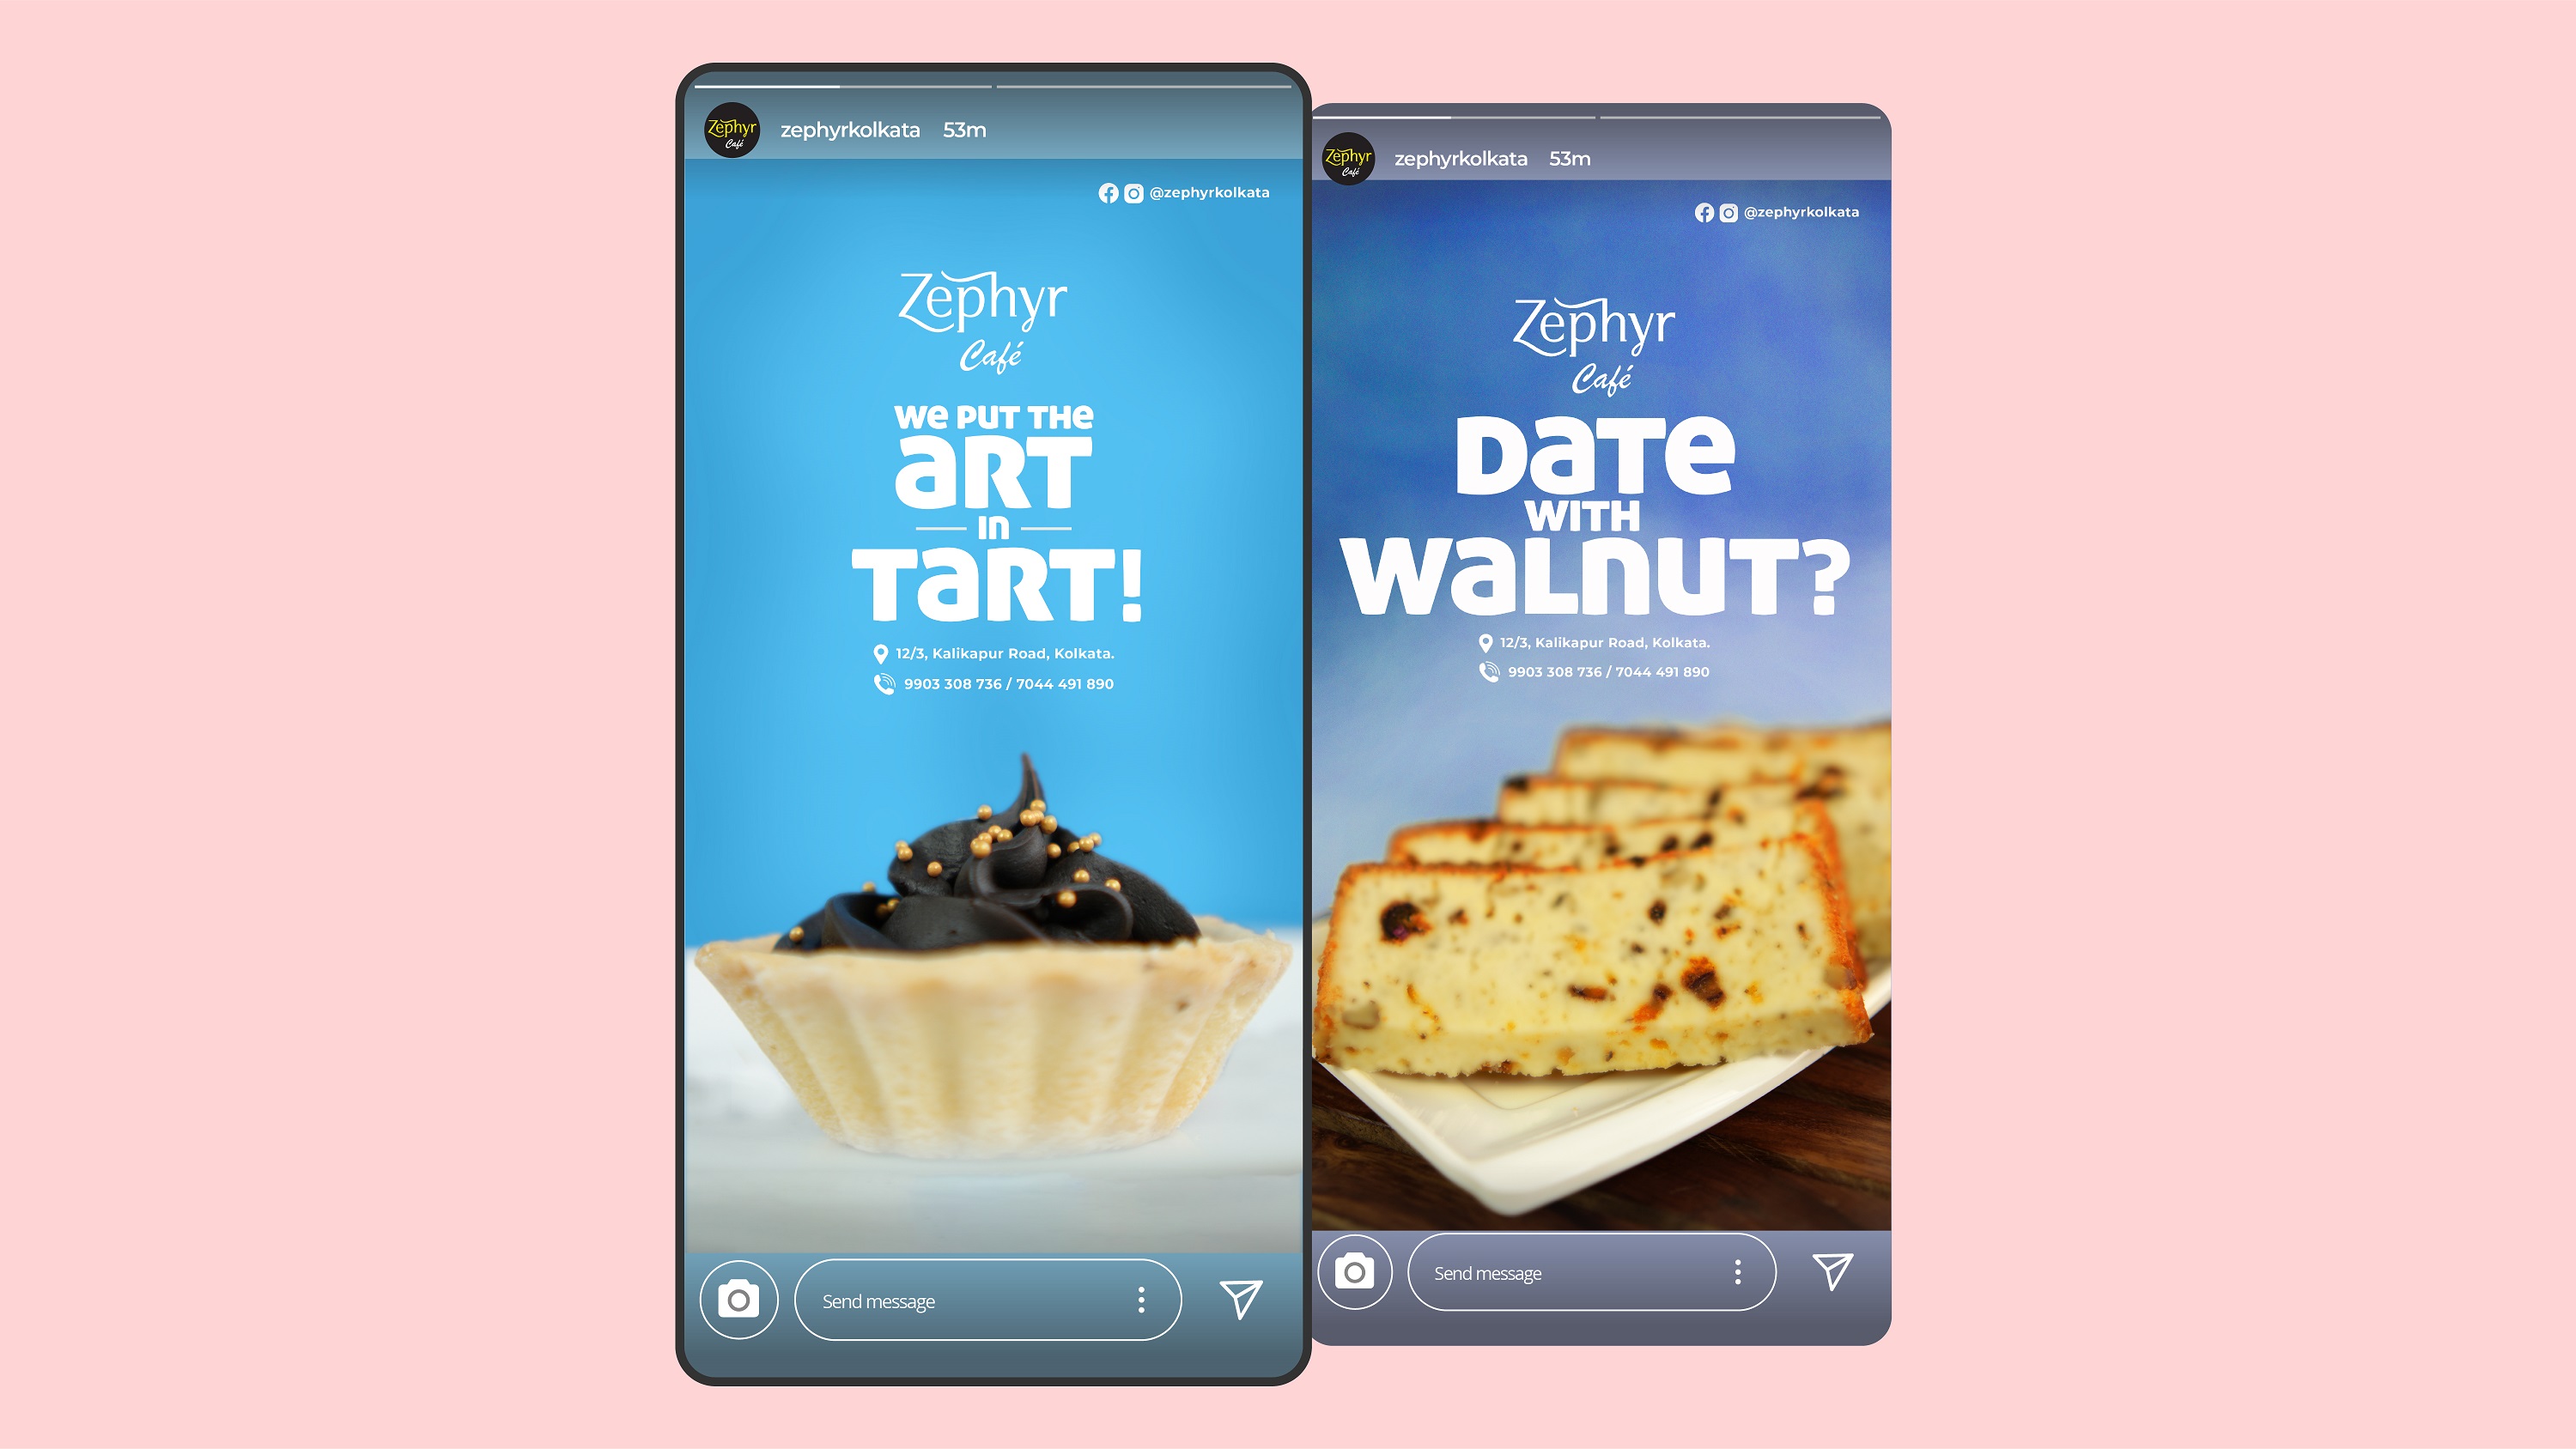 Zephyr
Café
zephyrkolkata 53m
@zephyrkolkata
Zephyr
Café
We PUT THe
aRT
in
TaRT!
12/3, Kalikapur Road, Kolkata.
9903 308 736 / 7044 491 890
Send message
Zephyr
Café
zephyrkolkata 53m
@zephyrkolkata
Zephyr
Café
DaTe
WITH
WaLnUT?
12/3, Kalikapur Road, Kolkata.
9903 308 736 / 7044 491 890
Send message